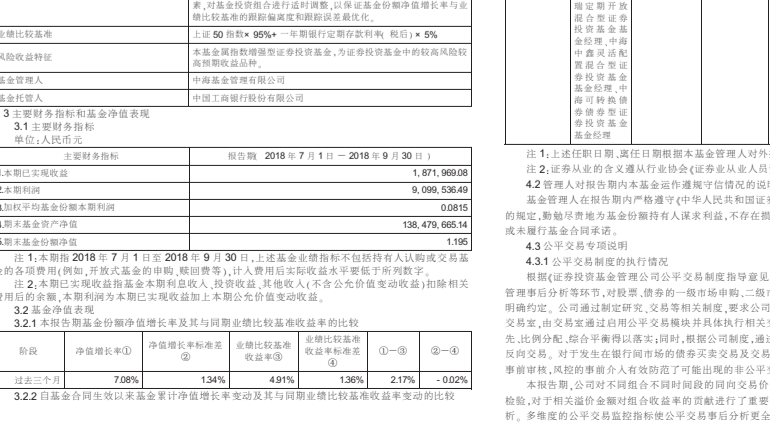 素,对基金投资组合进行适时调整,以保证基金份额净值增长率与业
绩比较基准的跟踪偏离度和跟踪误差最优化。
业绩比较基准 上证 50 指数× 95%+ 一年期银行定期存款利率( 税后) × 5%
风险收益特征 本基金属指数增强型证券投资基金,为证券投资基金中的较高风险较
高预期收益品种。
基金管理人 中海基金管理有限公司
基金托管人 中国工商银行股份有限公司
3 主要财务指标和基金净值表现
3.1 主要财务指标
单位:人民币元
主要财务指标 报告期( 2018 年 7 月 1 日 － 2018 年 9 月 30 日 )
.本期已实现收益 1, 871, 969.08
2.本期利润 9, 099, 536.49
.加权平均基金份额本期利润 0.0815
.期末基金资产净值 138, 479, 665.14
5.期末基金份额净值 1.195
注 1:本期指 2018 年 7 月 1 日至 2018 年 9 月 30 日,上述基金业绩指标不包括持有人认购或交易基
金的各项费用(例如,开放式基金的申购、赎回费等),计入费用后实际收益水平要低于所列数字。
注 2:本期已实现收益指基金本期利息收入、投资收益、其他收入(不含公允价值变动收益)扣除相关
费用后的余额,本期利润为本期已实现收益加上本期公允价值变动收益。
3.2 基金净值表现
3.2.1 本报告期基金份额净值增长率及其与同期业绩比较基准收益率的比较
阶段 净值增长率① 净值增长率标准差② 业绩比较基准收益率③ 业绩比较基准收益率标准差④ ①－③ ②－④
过去三个月 7.08% 1.34% 4.91% 1.36% 2.17% - 0.02%
3.2.2 自基金合同生效以来基金累计净值增长率变动及其与同期业绩比较基准收益率变动的比较
瑞定期开放
混合型证券
投资基金基
金经理、中海
中鑫灵活配
置混合型证
券投资基金
基金经理、中
海可转换债
券债券型证
券投资基金
基金经理
注 1:上述任职日期、离任日期根据本基金管理人对外
注 2:证券从业的含义遵从行业协会《证券业从业人员
4.2 管理人对报告期内本基金运作遵规守信情况的说明
基金管理人在报告期内严格遵守《中华人民共和国证券
的规定,勤勉尽责地为基金份额持有人谋求利益,不存在损
或未履行基金合同承诺。
4.3 公平交易专项说明
4.3.1 公平交易制度的执行情况
根据《证券投资基金管理公司公平交易制度指导意见
管理事后分析等环节,对股票、债券的一级市场申购、二级市
明确约定。公司通过制定研究、交易等相关制度,要求公司
交易室,由交易室通过启用公平交易模块并具体执行相关交
先、比例分配,综合平衡得以落实;同时,根据公司制度,通过
反向交易。对于发生在银行间市场的债券买卖交易及交易
事前审核,风控的事前介入有效防范了可能出现的非公平交
本报告期,公司对不同组合不同时间段的同向交易价
检验,对于相关溢价金额对组合收益率的贡献进行了重要
析。多维度的公平交易监控指标使公平交易事后分析更全